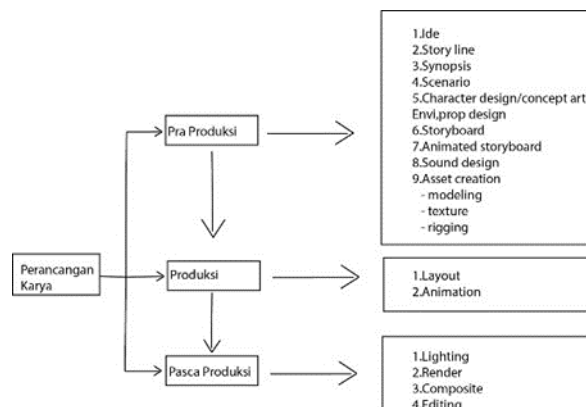 Perancangan
Karya
Pra Produksi
1.Ide
2.Story line
3.Synopsis
4.Scenario
5.Character design/concept art
Envi,prop design
6.Storyboard
7.Animated storyboard
8.Sound design
9.Asset creation
- modeling
- texture
- rigging
Produksi
1.Layout
2.Animation
Pasca Produksi
1.Lighting
2.Render
3.Composite
4.Editing